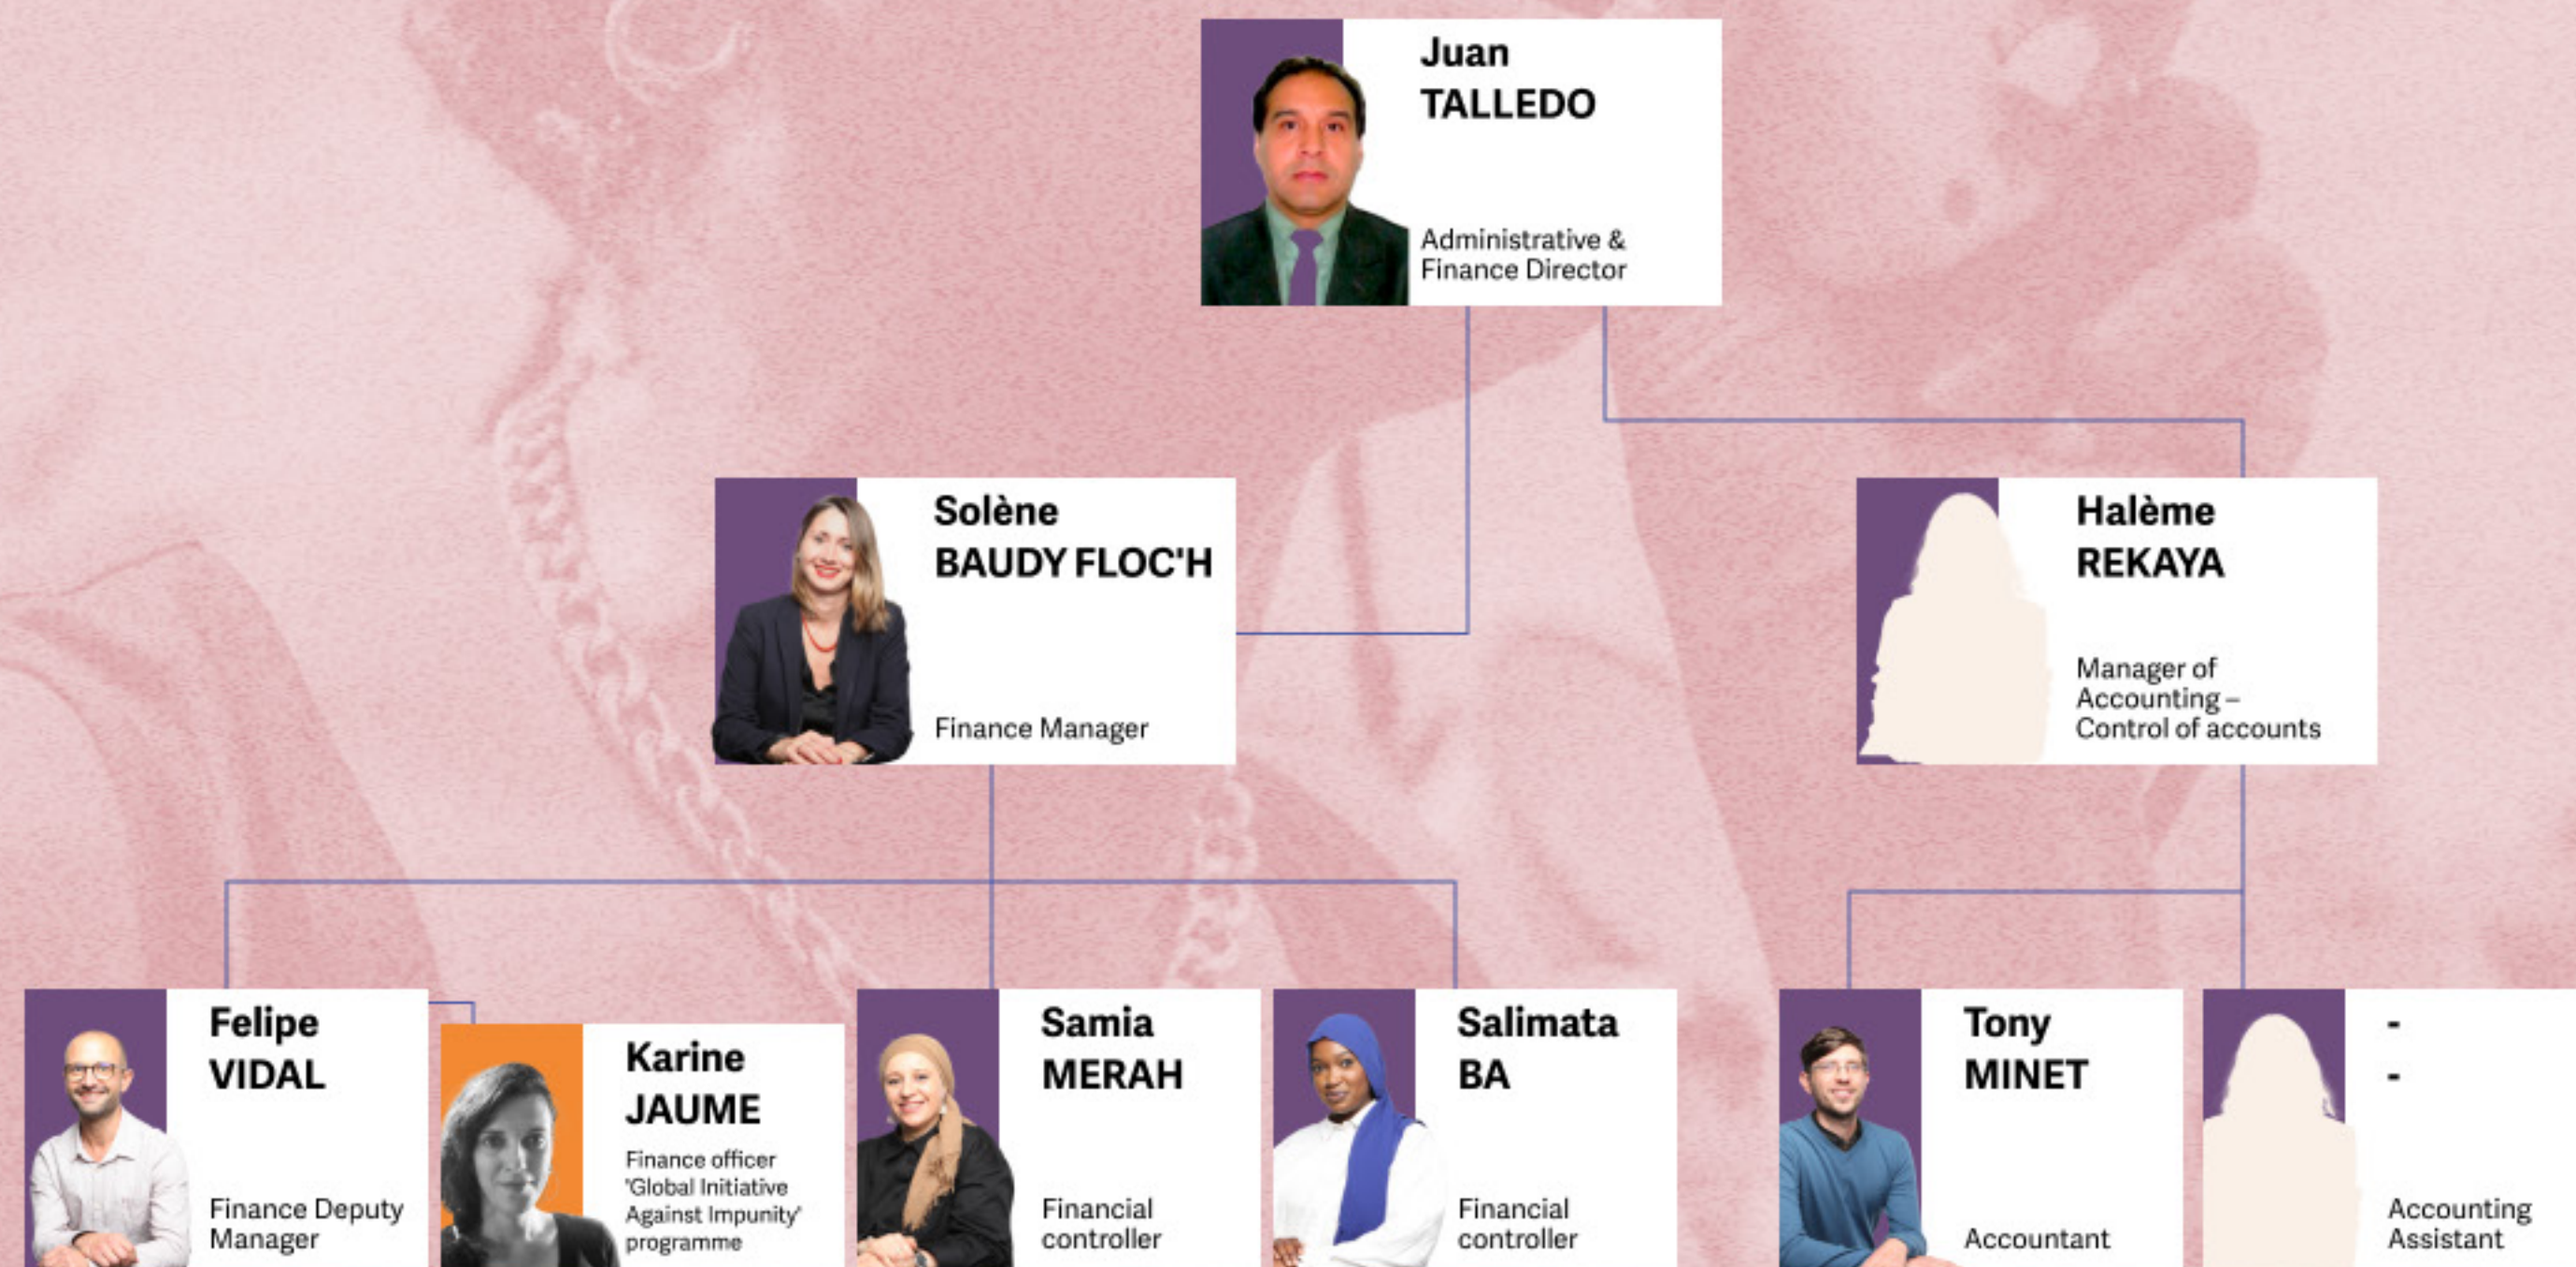 Juan
TALLEDO
Administrative &
Finance Director
Solène
BAUDY FLOC'H
Finance Manager
Halème
REKAYA
Manager of
Accounting –
Control of accounts
Felipe
VIDAL
Finance Deputy
Manager
Karine
JAUME
Finance officer
'Global Initiative
Against Impunity'
programme
Samia
MERAH
Financial
controller
Salimata
BA
Financial
controller
Tony
MINET
Accountant
-
-
Accounting
Assistant